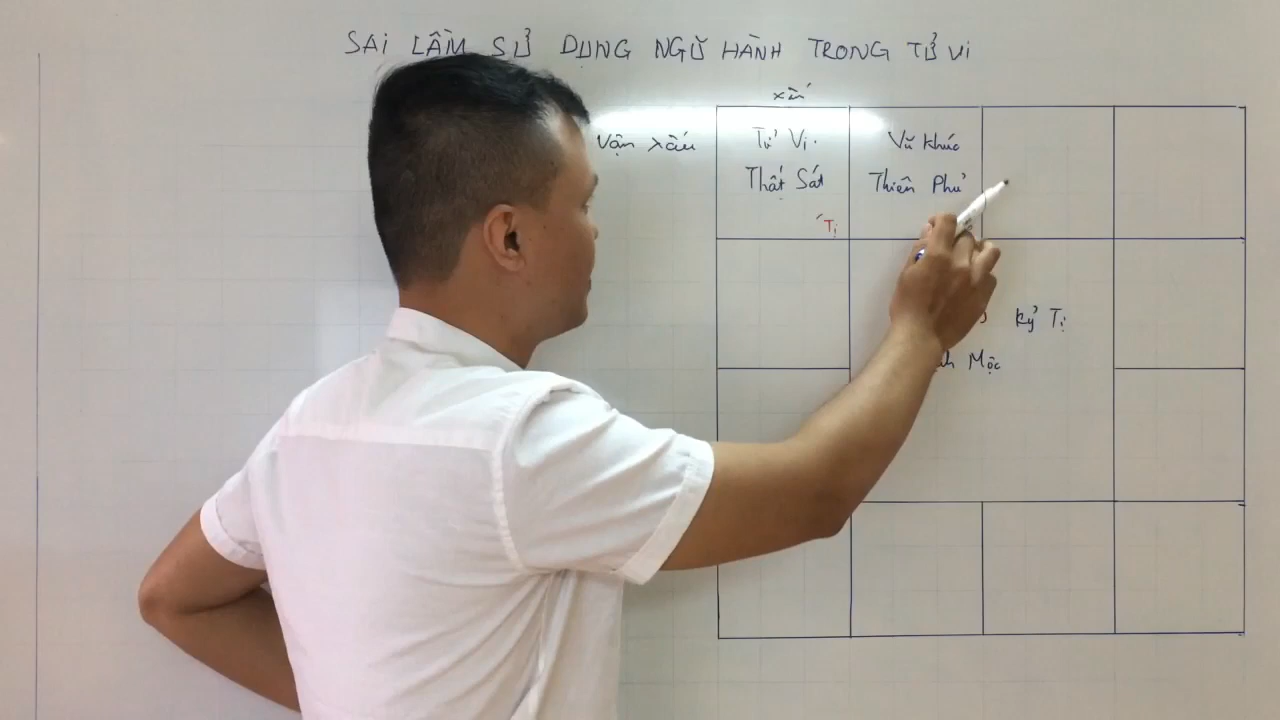 SAI LẦM SỬ DỤNG NGŨ HÀNH TRONG TỬ VI
xấu
Vận xấu
Tử Vi.
Thất Sát
Tị
Vũ khúc
Thiên Phủ
kỷ Tị
Mộc